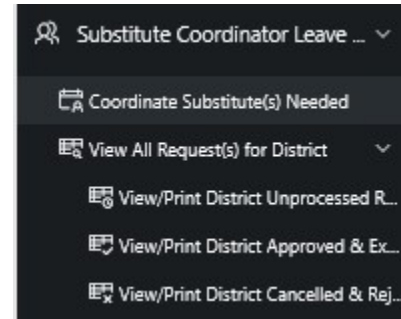 Substitute Coordinator Leave ...
Coordinate Substitute(s) Needed
View All Request(s) for District
View/Print District Unprocessed R...
View/Print District Approved & Ex...
View/Print District Cancelled & Rej...